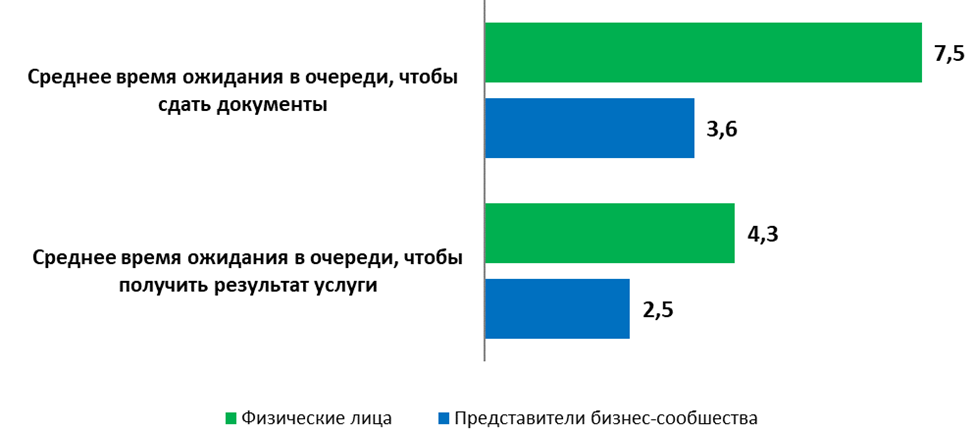 Среднее время ожидания в очереди, чтобы
сдать документы
7,5
3,6
Среднее время ожидания в очереди, чтобы
получить результат услуги
4,3
2,5
Физические лица
Представители бизнес-сообшества